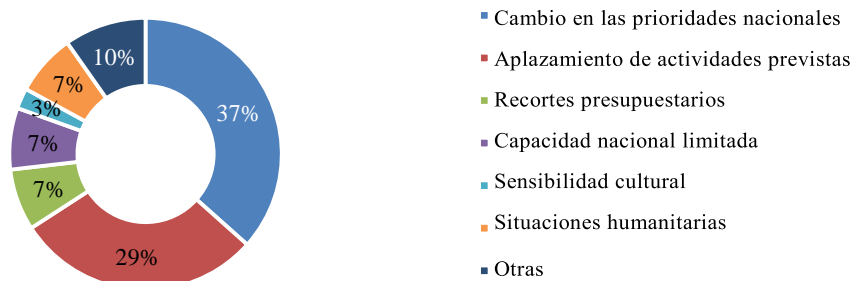 10%
37%
7%
3%
7%
7%
29%
Cambio en las prioridades nacionales
Aplazamiento de actividades previstas
Recortes presupuestarios
Capacidad nacional limitada
Sensibilidad cultural
Situaciones humanitarias
Otras